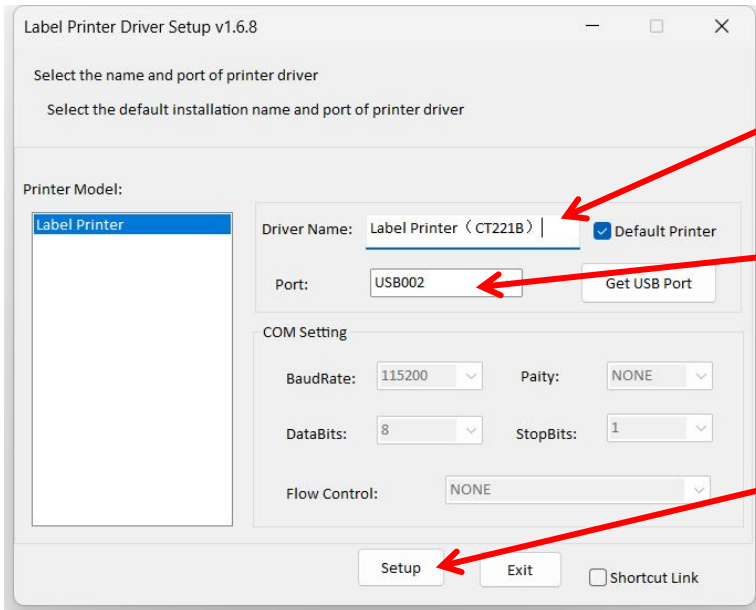 Label Printer Driver Setup v1.6.8
Select the name and port of printer driver
Select the default installation name and port of printer driver
Printer Model:
Label Printer
Driver Name: Label Printer（CT221B） Default Printer
Port: USB002 Get USB Port
COM Setting
BaudRate: 115200 Paity: NONE
DataBits: 8 StopBits: 1
Flow Control: NONE
Setup Exit Shortcut Link